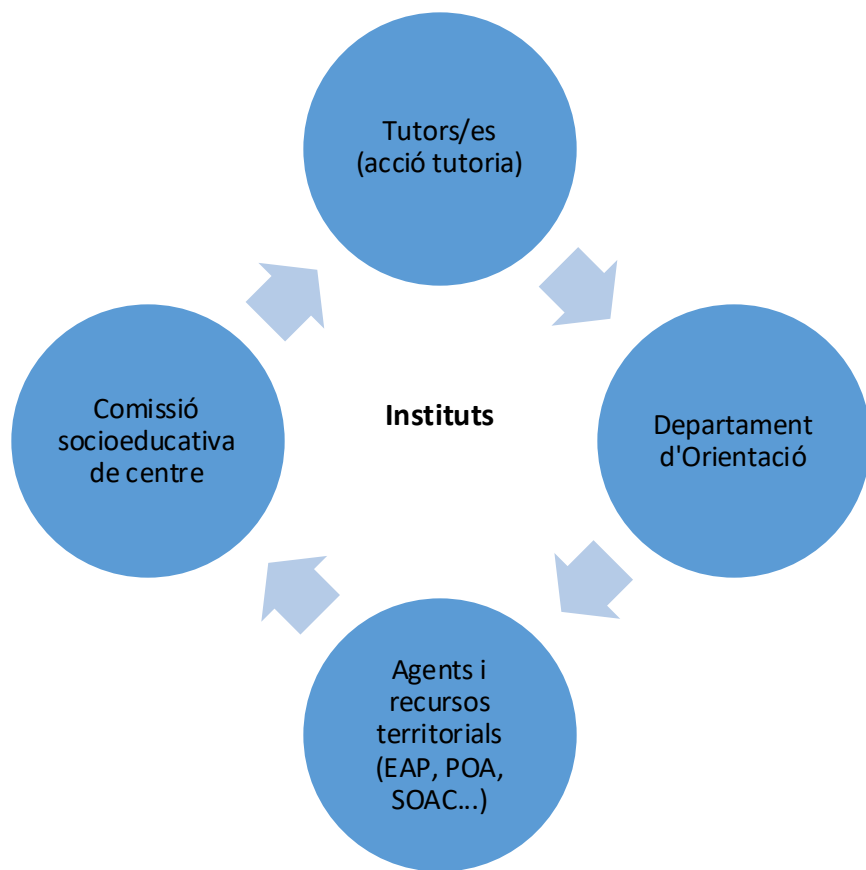 Tutors/es
(acció tutoria)
Comissió
socioeducativa
de centre
Instituts
Departament
d'Orientació
Agents i
recursos
territorials
(EAP, POA,
SOAC...)